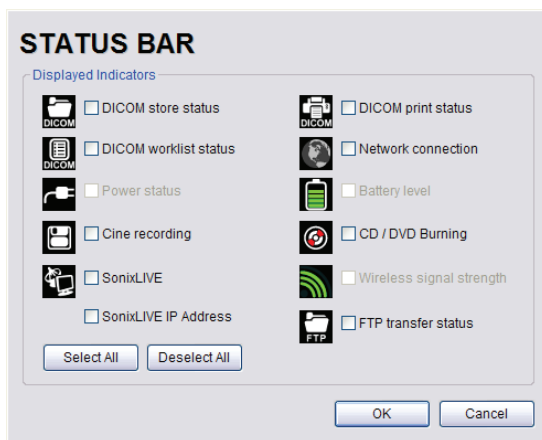 STATUS BAR
Displayed Indicators
DICOM
DICOM store status
DICOM
DICOM print status
DICOM
DICOM worklist status
Network connection
Power status
Battery level
Cine recording
CD / DVD Burning
SonixLIVE
Wireless signal strength
SonixLIVE IP Address
FTP
FTP transfer status
Select All
Deselect All
OK
Cancel